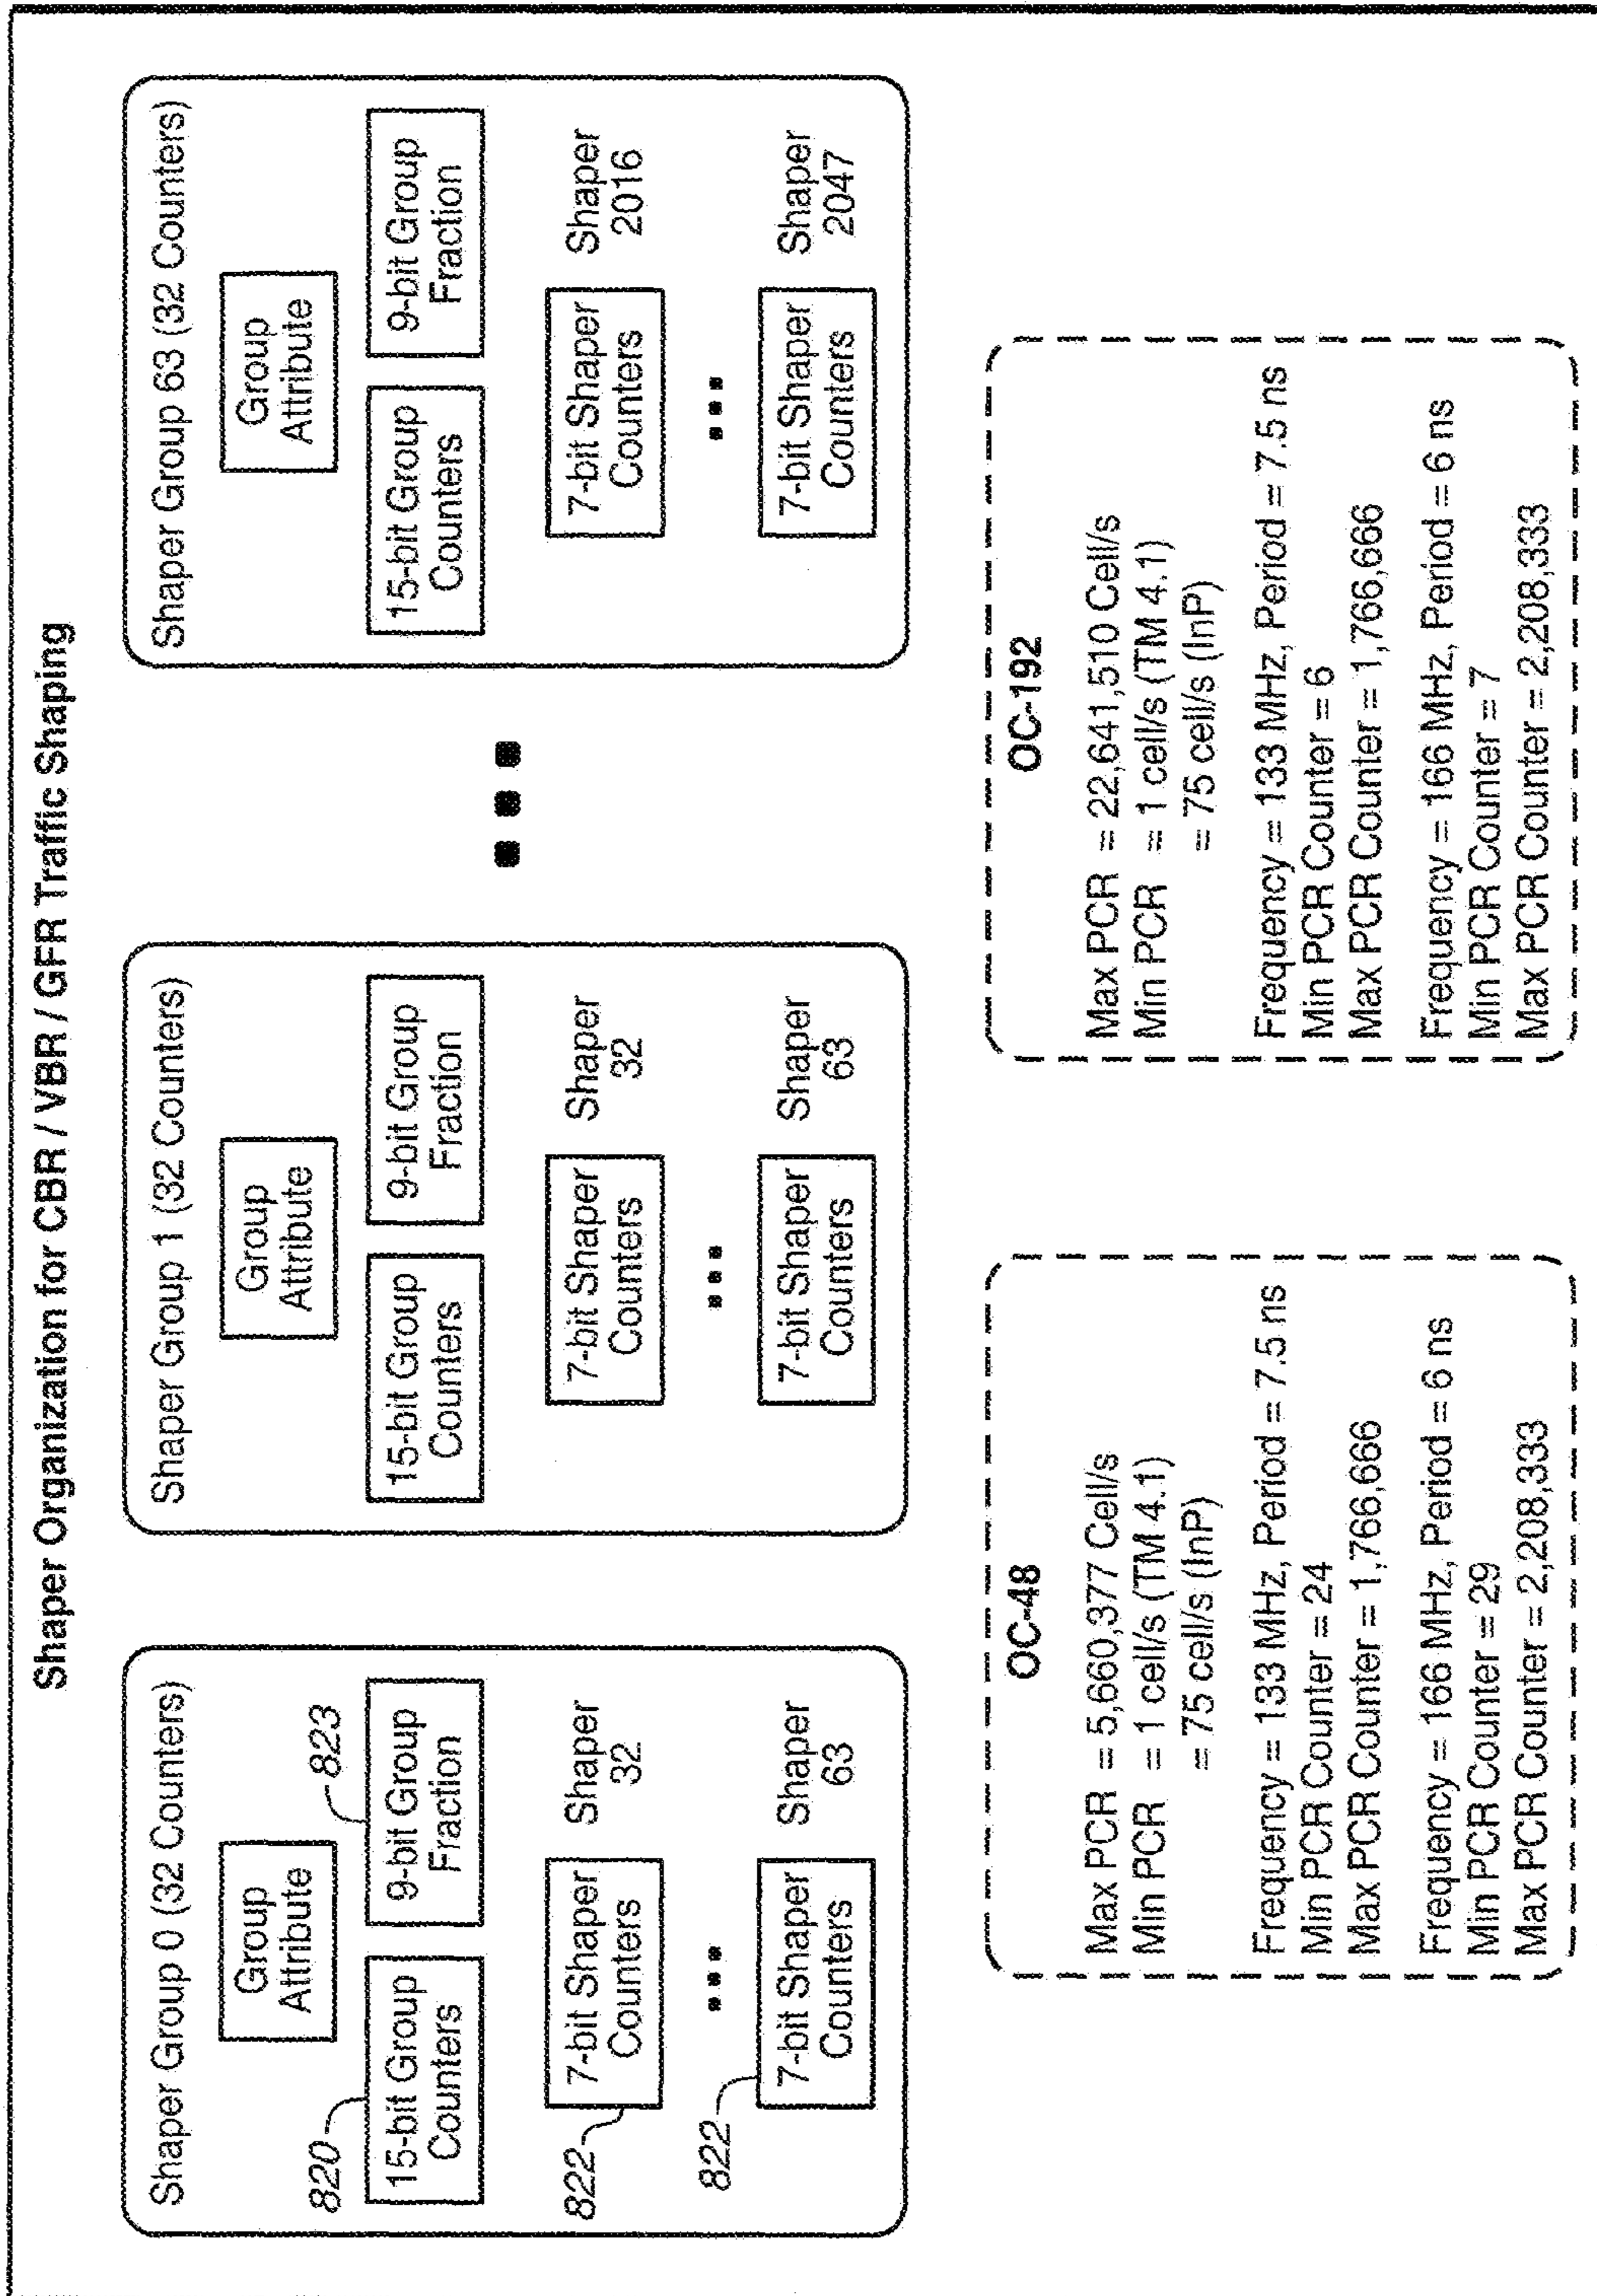 Shaper Organization for CBR / VBR / GFR Traffic Shaping
Shaper Group 0 (32 Counters)
Group
Attribute
820
15-bit Group
Counters
823
9-bit Group
Fraction
822
7-bit Shaper
Counters
Shaper
32
822
7-bit Shaper
Counters
Shaper
63
Shaper Group 1 (32 Counters)
Group
Attribute
15-bit Group
Counters
9-bit Group
Fraction
7-bit Shaper
Counters
Shaper
32
7-bit Shaper
Counters
Shaper
63
Shaper Group 63 (32 Counters)
Group
Attribute
15-bit Group
Counters
9-bit Group
Fraction
7-bit Shaper
Counters
Shaper
2016
7-bit Shaper
Counters
Shaper
2047
OC-48
Max PCR = 5,660,377 Cell/s
Min PCR = 1 cell/s (TM 4.1)
= 75 cell/s (InP)
Frequency = 133 MHz, Period = 7.5 ns
Min PCR Counter = 24
Max PCR Counter = 1,766,666
Frequency = 166 MHz, Period = 6 ns
Min PCR Counter = 29
Max PCR Counter = 2,208,333
OC-192
Max PCR = 22,641,510 Cell/s
Min PCR = 1 cell/s (TM 4.1)
= 75 cell/s (InP)
Frequency = 133 MHz, Period = 7.5 ns
Min PCR Counter = 6
Max PCR Counter = 1,766,666
Frequency = 166 MHz, Period = 6 ns
Min PCR Counter = 7
Max PCR Counter = 2,208,333